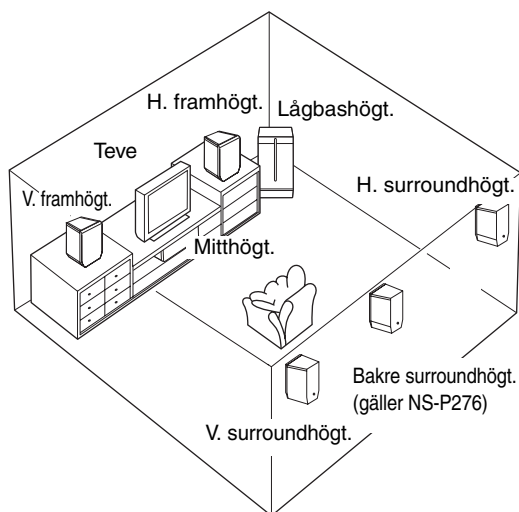 H. framhögt.
Lågbashögt.
Teve
V. framhögt.
H. surroundhögt.
Mitthögt.
Bakre surroundhögt.
(gäller NS-P276)
V. surroundhögt.